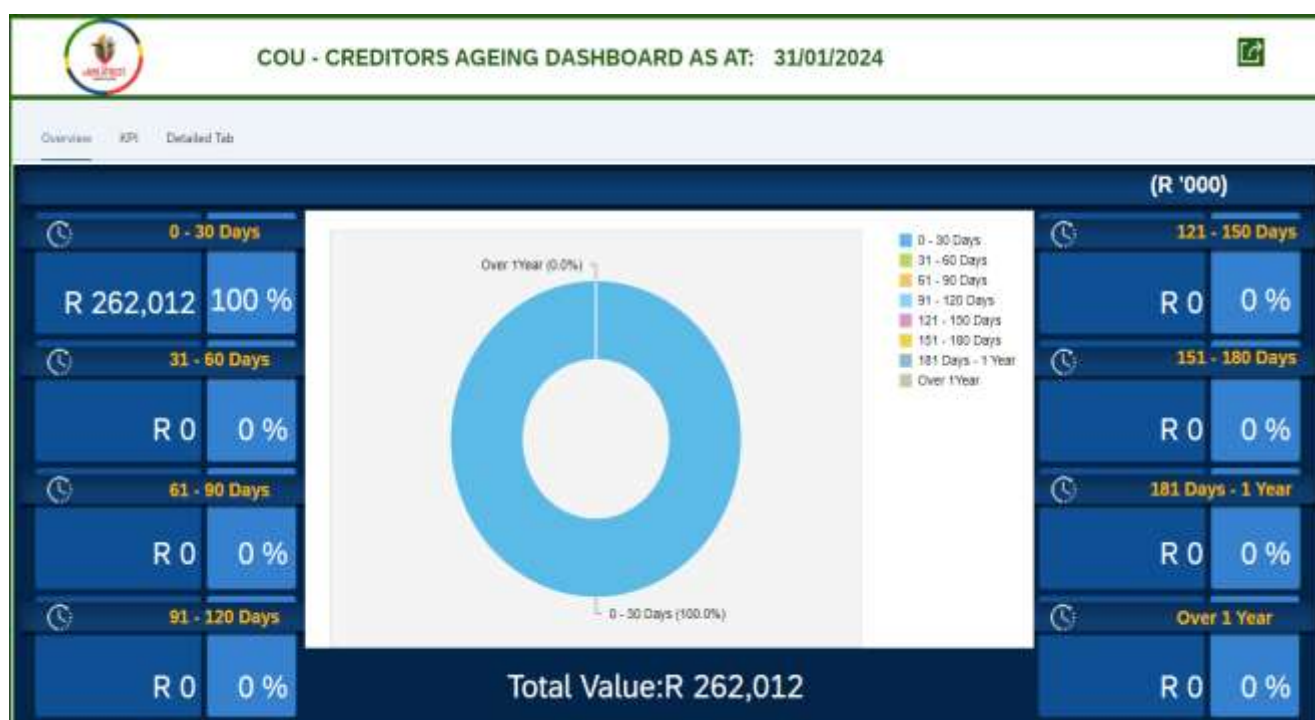 COU - CREDITORS AGEING DASHBOARD AS AT: 31/01/2024
Overview KPI Detailed Tab
(R '000)
0 - 30 Days
R 262,012 100 %
31 - 60 Days
R 0 0 %
61 - 90 Days
R 0 0 %
91 - 120 Days
R 0 0 %
Over 1Year (0.0%)
0 - 30 Days (100.0%)
0 - 30 Days
31 - 60 Days
61 - 90 Days
91 - 120 Days
121 - 150 Days
151 - 180 Days
181 Days - 1 Year
Over 1Year
Total Value:R 262,012
121 - 150 Days
R 0 0 %
151 - 180 Days
R 0 0 %
181 Days - 1 Year
R 0 0 %
Over 1 Year
R 0 0 %